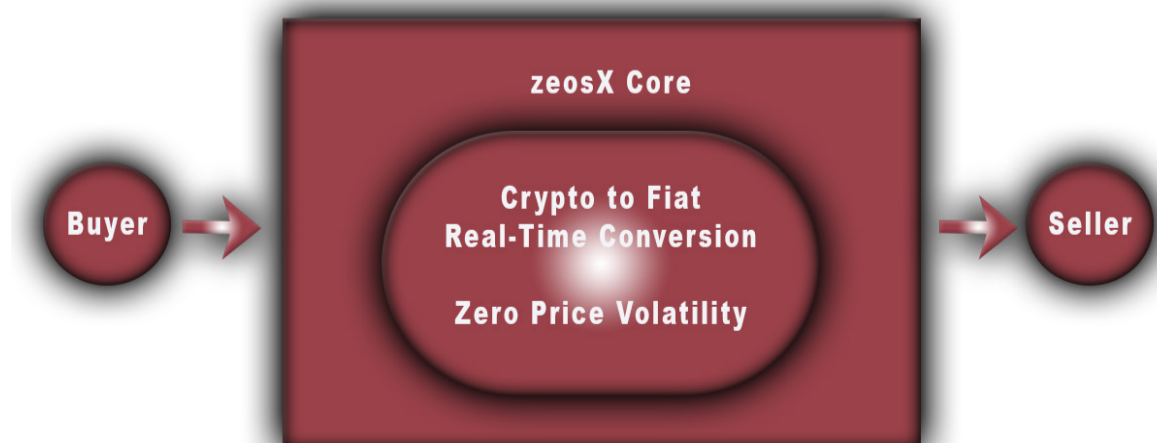 zeosX Core
Buyer
Crypto to Fiat
Real-Time Conversion
Zero Price Volatility
Seller